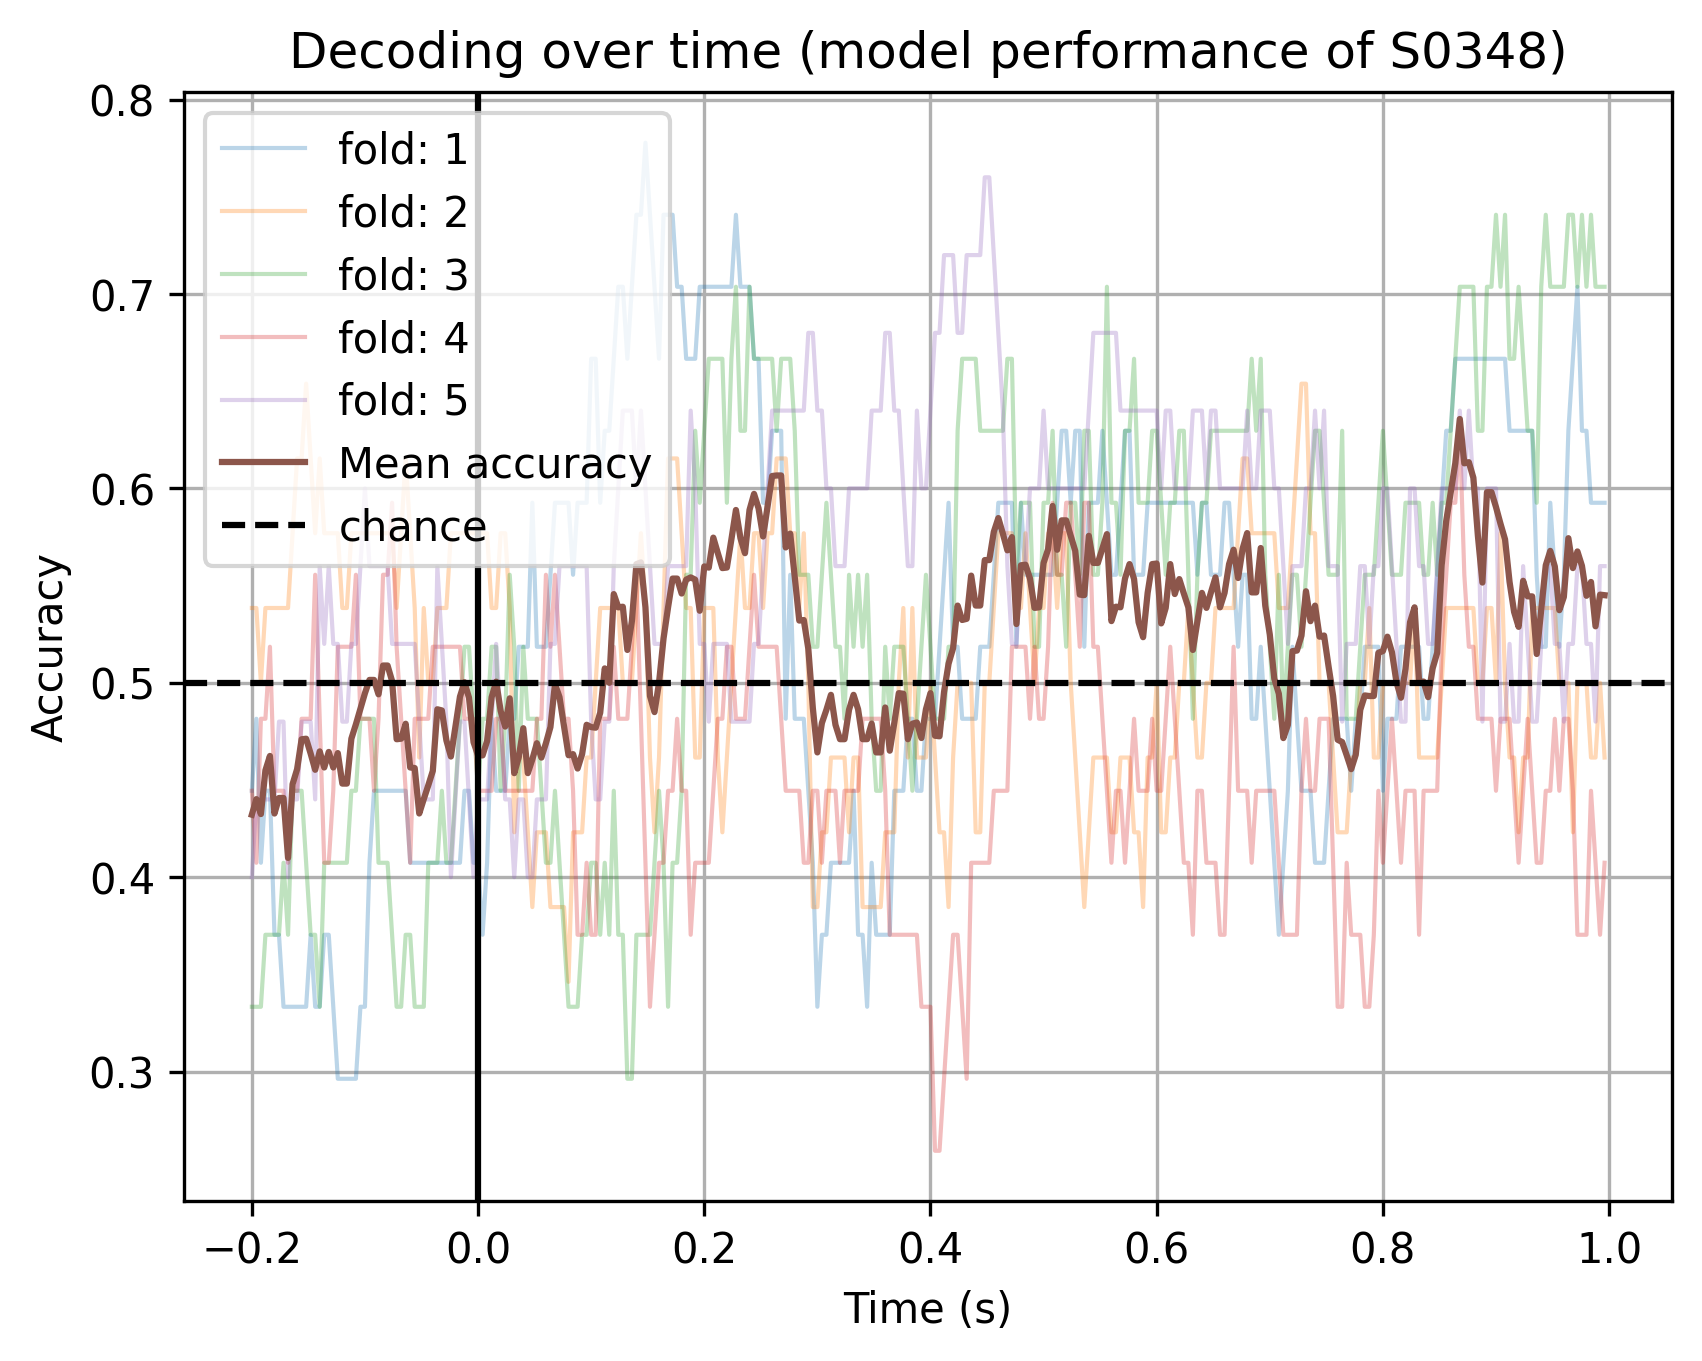 Decoding over time (model performance of S0348)
0.8
0.7
0.6
0.5
0.4
0.3
Accuracy
fold: 1
fold: 2
fold: 3
fold: 4
fold: 5
Mean accuracy
chance
−0.2 0.0 0.2 0.4 0.6 0.8 1.0
Time (s)